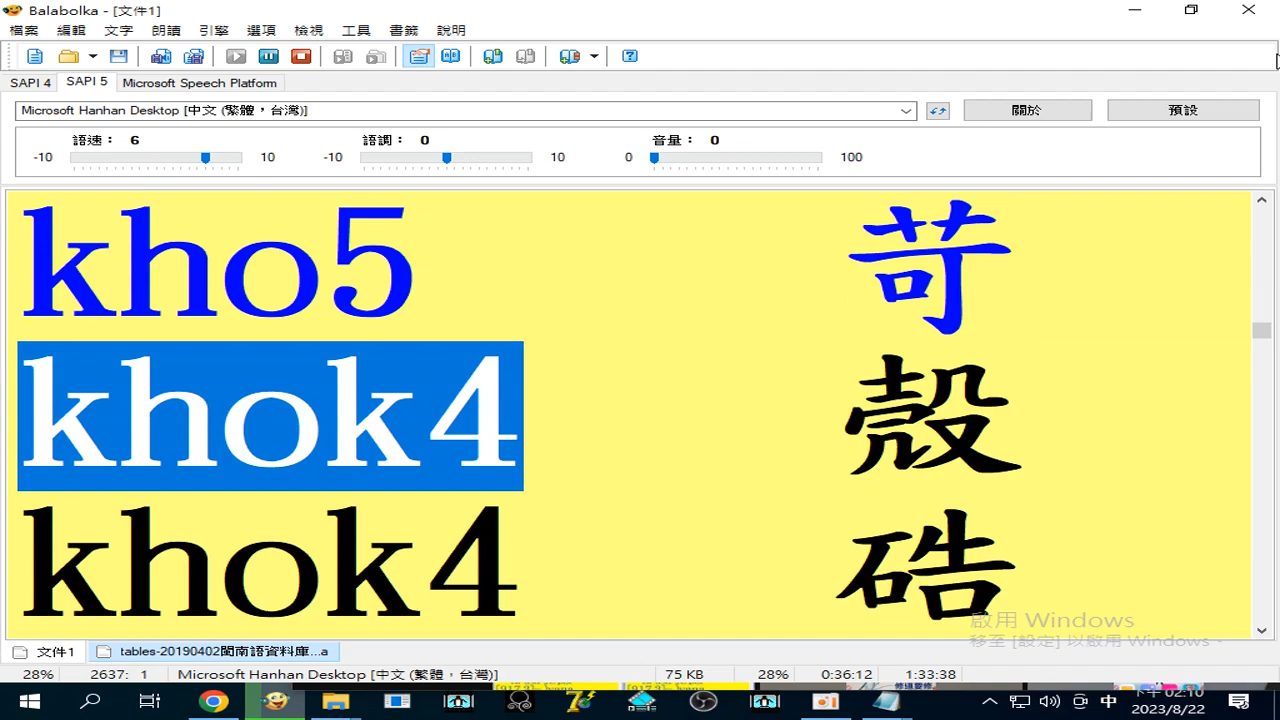 Balabolka - [文件1]
檔案 編輯 文字 朗讀 引擎 選項 檢視 工具 書籤 說明
SAPI 4 SAPI 5 Microsoft Speech Platform
Microsoft Hanhan Desktop [中文 (繁體，台灣)] 關於 預設
語速： 6 語調： 0 音量： 0
-10 10 -10 10 0 100
kho5 苛
khok4 殼
khok4 硞
啟用 Windows
移至 [設定] 以啟用 Windows。
文件1 tables-20190402閩南語資料庫...a
28% 2637: 1 Microsoft Hanhan Desktop [中文 (繁體，台灣)] 75 KB 28% 0:36:12 1:33:38
中 下午 02:10
2023/8/22